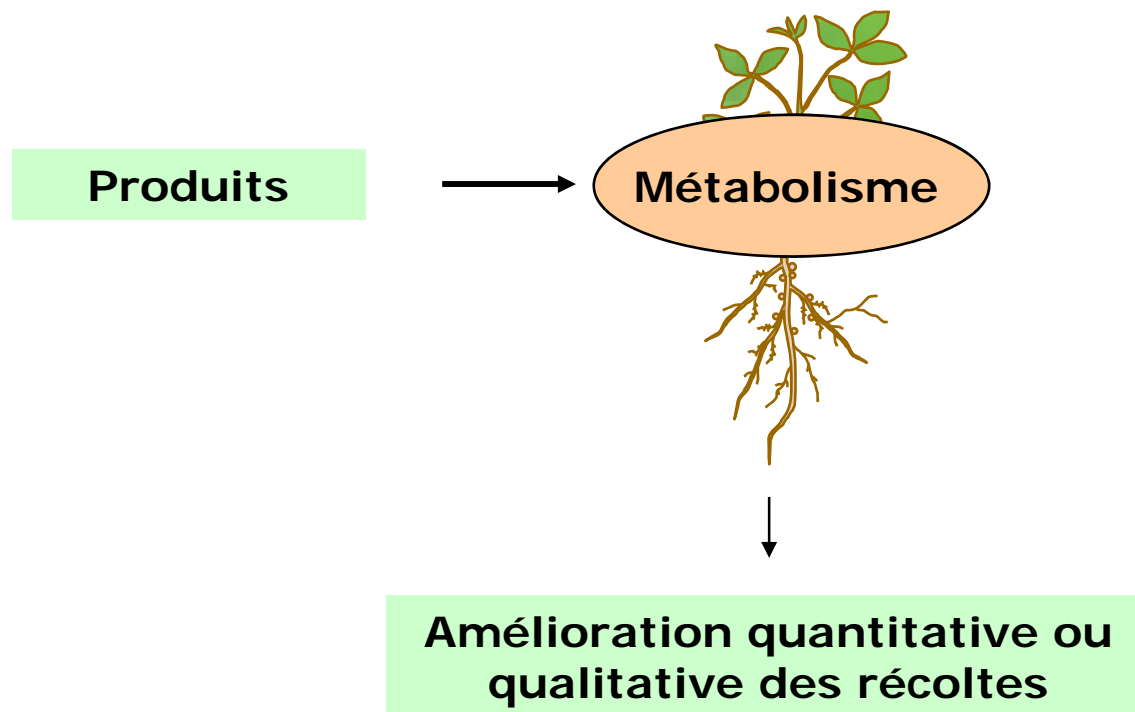 Produits
Métabolisme
Amélioration quantitative ou
qualitative des récoltes